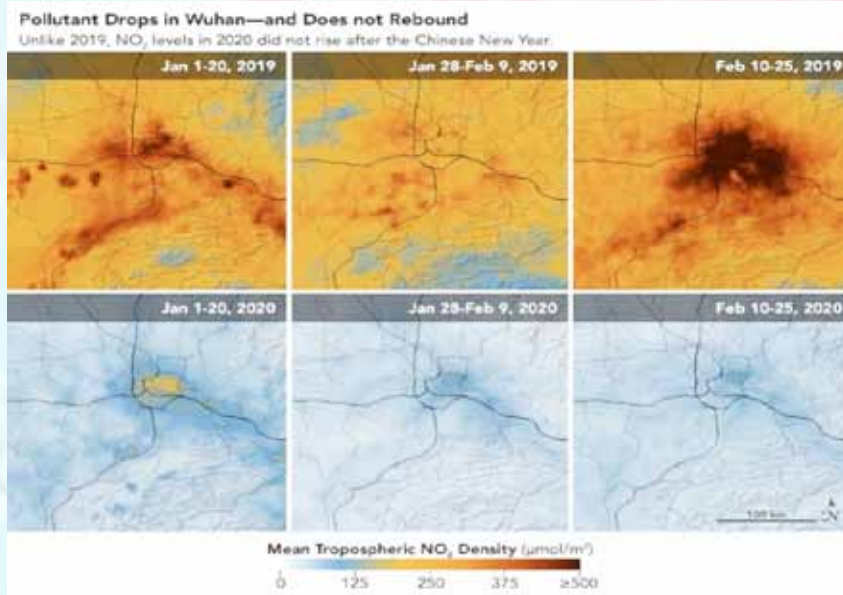 Pollutant Drops in Wuhan—and Does not Rebound
Unlike 2019, NO₂ levels in 2020 did not rise after the Chinese New Year.
Jan 1-20, 2019
Jan 28-Feb 9, 2019
Feb 10-25, 2019
Jan 1-20, 2020
Jan 28-Feb 9, 2020
Feb 10-25, 2020
100 km
N
Mean Tropospheric NO₂ Density (μmol/m²)
0 125 250 375 ≥500